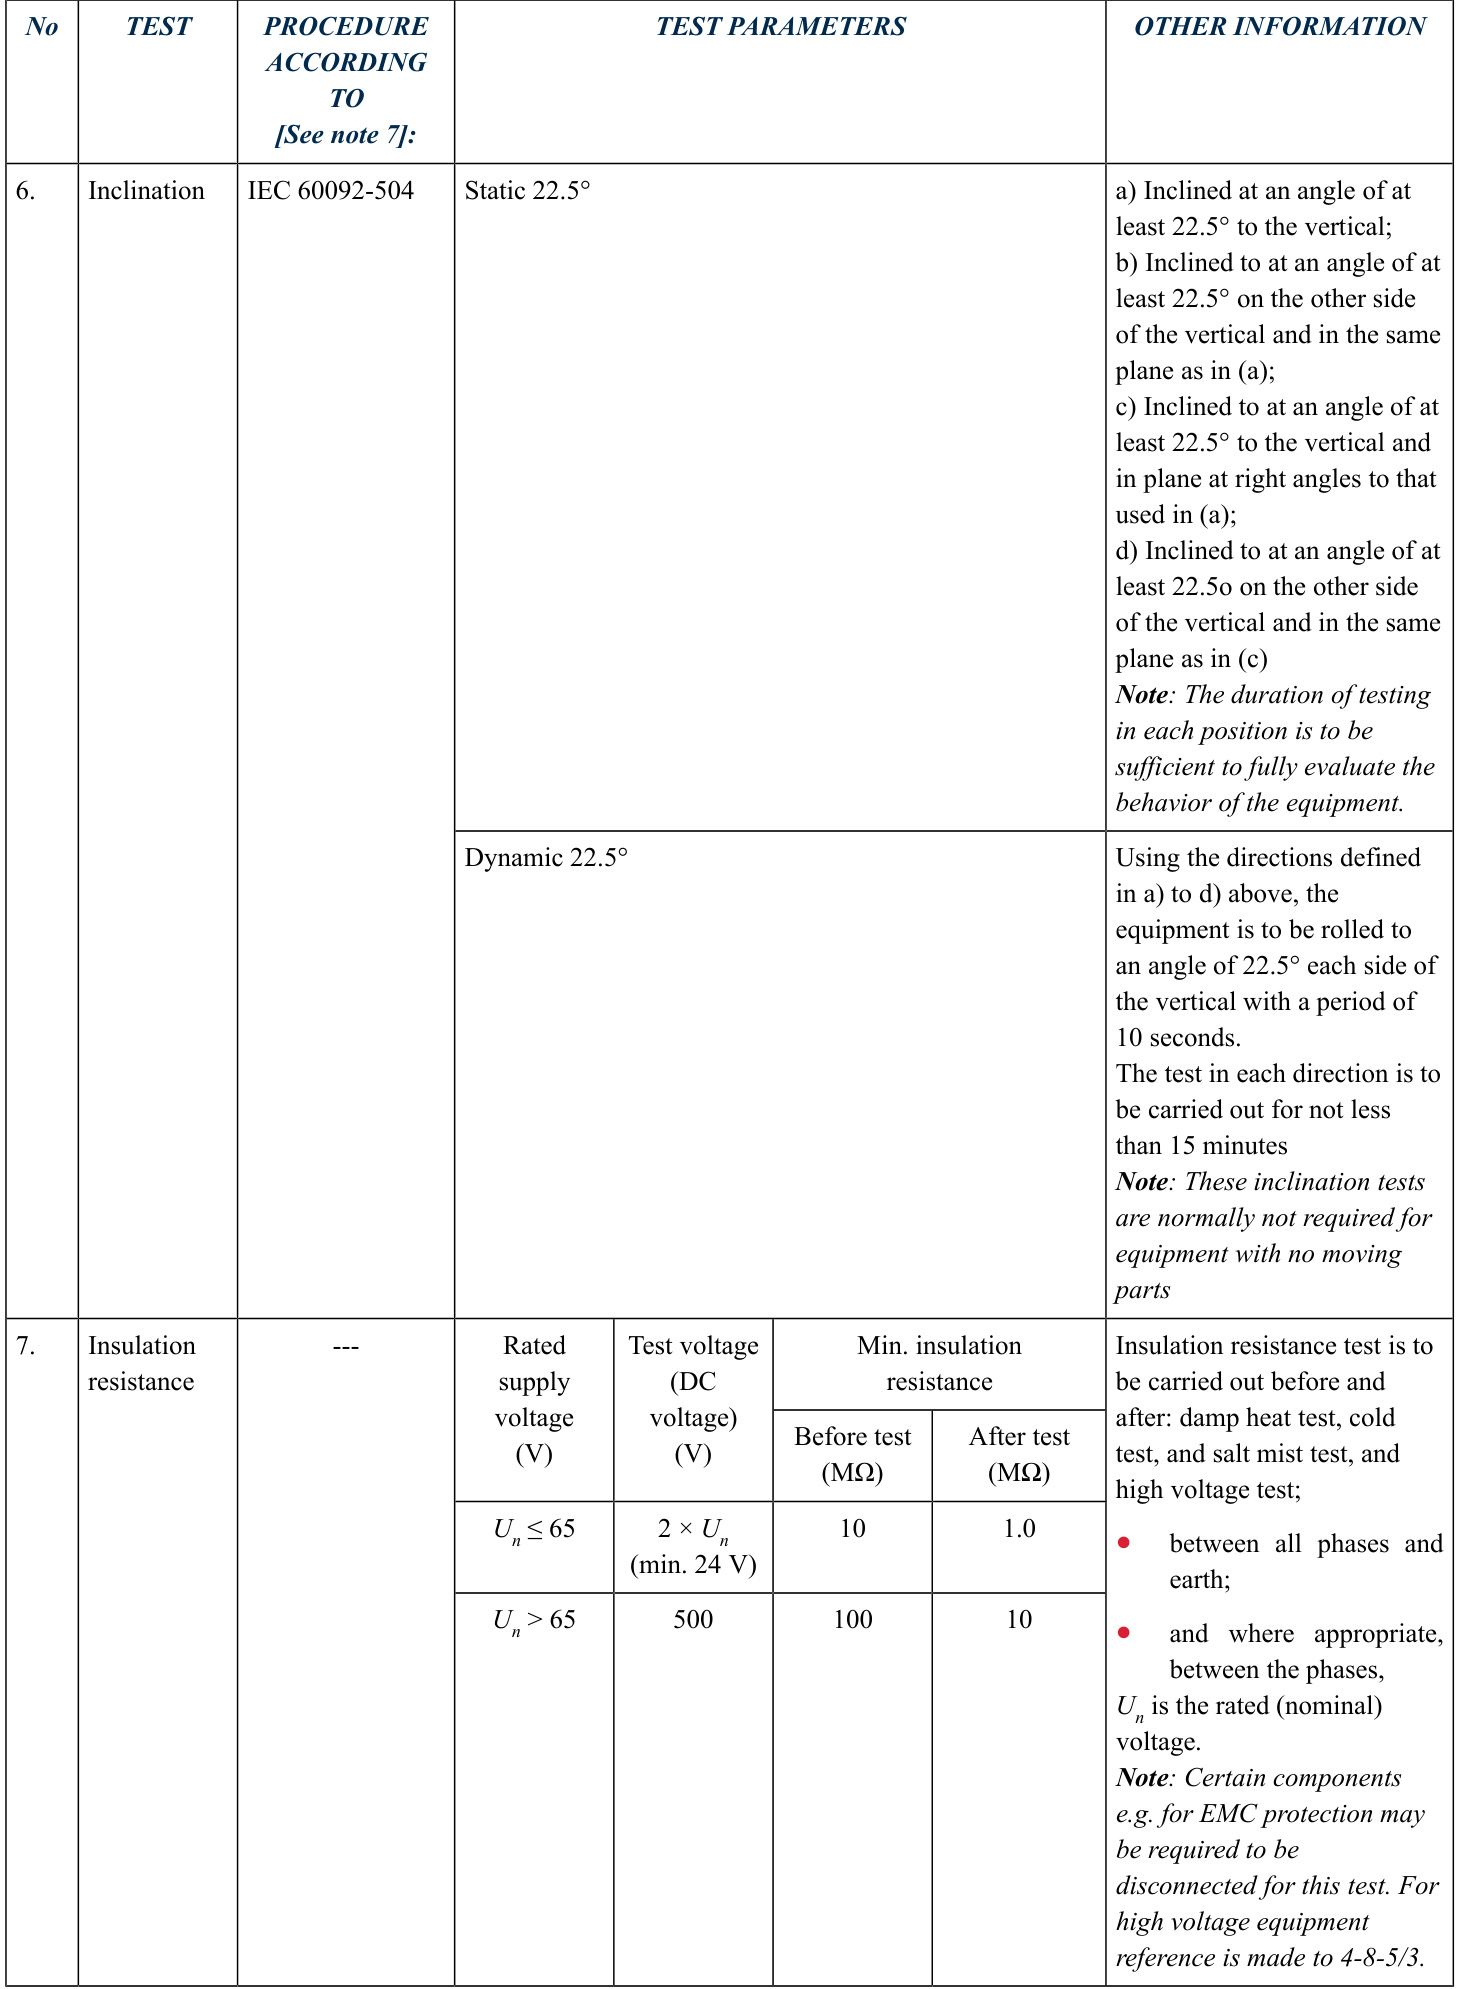 No
TEST
PROCEDURE
ACCORDING
TO
[See note 7]:
TEST PARAMETERS
OTHER INFORMATION
6.
Inclination
IEC 60092-504
Static 22.5°
a) Inclined at an angle of at
least 22.5° to the vertical;
b) Inclined to at an angle of at
least 22.5° on the other side
of the vertical and in the same
plane as in (a);
c) Inclined to at an angle of at
least 22.5° to the vertical and
in plane at right angles to that
used in (a);
d) Inclined to at an angle of at
least 22.5o on the other side
of the vertical and in the same
plane as in (c)
Note: The duration of testing
in each position is to be
sufficient to fully evaluate the
behavior of the equipment.
Dynamic 22.5°
Using the directions defined
in a) to d) above, the
equipment is to be rolled to
an angle of 22.5° each side of
the vertical with a period of
10 seconds.
The test in each direction is to
be carried out for not less
than 15 minutes
Note: These inclination tests
are normally not required for
equipment with no moving
parts
7.
Insulation
resistance
---
Rated
supply
voltage
(V)
Test voltage
(DC
voltage)
(V)
Min. insulation
resistance
Before test
(MΩ)
After test
(MΩ)
Un ≤ 65
2 × Un
(min. 24 V)
10
1.0
Un > 65
500
100
10
Insulation resistance test is to
be carried out before and
after: damp heat test, cold
test, and salt mist test, and
high voltage test;
● between all phases and
earth;
● and where appropriate,
between the phases,
Un is the rated (nominal)
voltage.
Note: Certain components
e.g. for EMC protection may
be required to be
disconnected for this test. For
high voltage equipment
reference is made to 4-8-5/3.